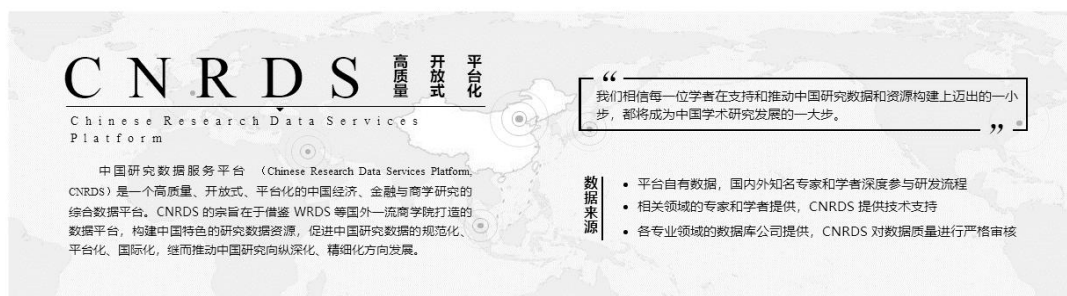 CNRDS
高质量
开放式
平台化
Chinese Research Data Services
Platform
中国研究数据服务平台 （Chinese Research Data Services Platform,
CNRDS）是一个高质量、开放式、平台化的中国经济、金融与商学研究的
综合数据平台。CNRDS 的宗旨在于借鉴 WRDS 等国外一流商学院打造的
数据平台，构建中国特色的研究数据资源，促进中国研究数据的规范化、
平台化、国际化，继而推动中国研究向纵深化、精细化方向发展。
“
我们相信每一位学者在支持和推动中国研究数据和资源构建上迈出的一小
步，都将成为中国学术研究发展的一大步。
”
数据来源
• 平台自有数据，国内外知名专家和学者深度参与研发流程
• 相关领域的专家和学者提供，CNRDS 提供技术支持
• 各专业领域的数据库公司提供，CNRDS 对数据质量进行严格审核